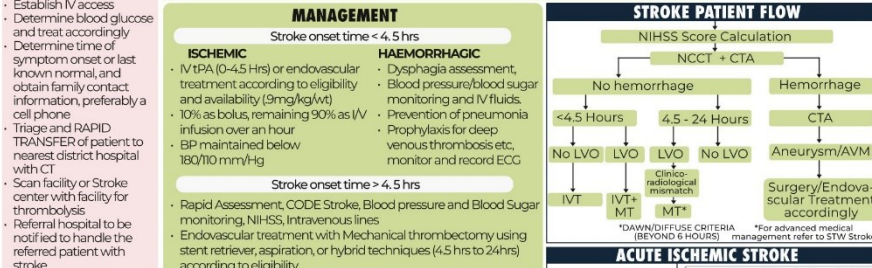 • Establish IV access
• Determine blood glucose
and treat accordingly
• Determine time of
symptom onset or last
known normal, and
obtain family contact
information, preferably a
cell phone
• Triage and RAPID
TRANSFER of patient to
nearest district hospital
with CT
• Scan facility or Stroke
center with facility for
thrombolysis
• Referral hospital to be
notified to handle the
referred patient with
stroke
MANAGEMENT
Stroke onset time < 4.5 hrs
ISCHEMIC
• IV tPA (0-4.5 Hrs) or endovascular
treatment according to eligibility
and availability (.9mg/kg/wt)
• 10% as bolus, remaining 90% as I/V
infusion over an hour
• BP maintained below
180/110 mm/Hg
HAEMORRHAGIC
• Dysphagia assessment,
• Blood pressure/blood sugar
monitoring and IV fluids.
• Prevention of pneumonia
• Prophylaxis for deep
venous thrombosis etc,
monitor and record ECG
Stroke onset time > 4.5 hrs
• Rapid Assessment, CODE Stroke, Blood pressure and Blood Sugar
monitoring, NIHSS, Intravenous lines
• Endovascular treatment with Mechanical thrombectomy using
stent retriever, aspiration, or hybrid techniques (4.5 hrs to 24hrs)
according to eligibility
STROKE PATIENT FLOW
NIHSS Score Calculation
NCCT + CTA
No hemorrhage
Hemorrhage
<4.5 Hours
4.5 - 24 Hours
CTA
No LVO
LVO
LVO
No LVO
Aneurysm/AVM
Clinico-
radiological
mismatch
IVT
IVT+
MT
MT*
Surgery/Endova-
scular Treatment
accordingly
*DAWN/DIFFUSE CRITERIA
(BEYOND 6 HOURS)
*For advanced medical
management refer to STW Stroke
ACUTE ISCHEMIC STROKE